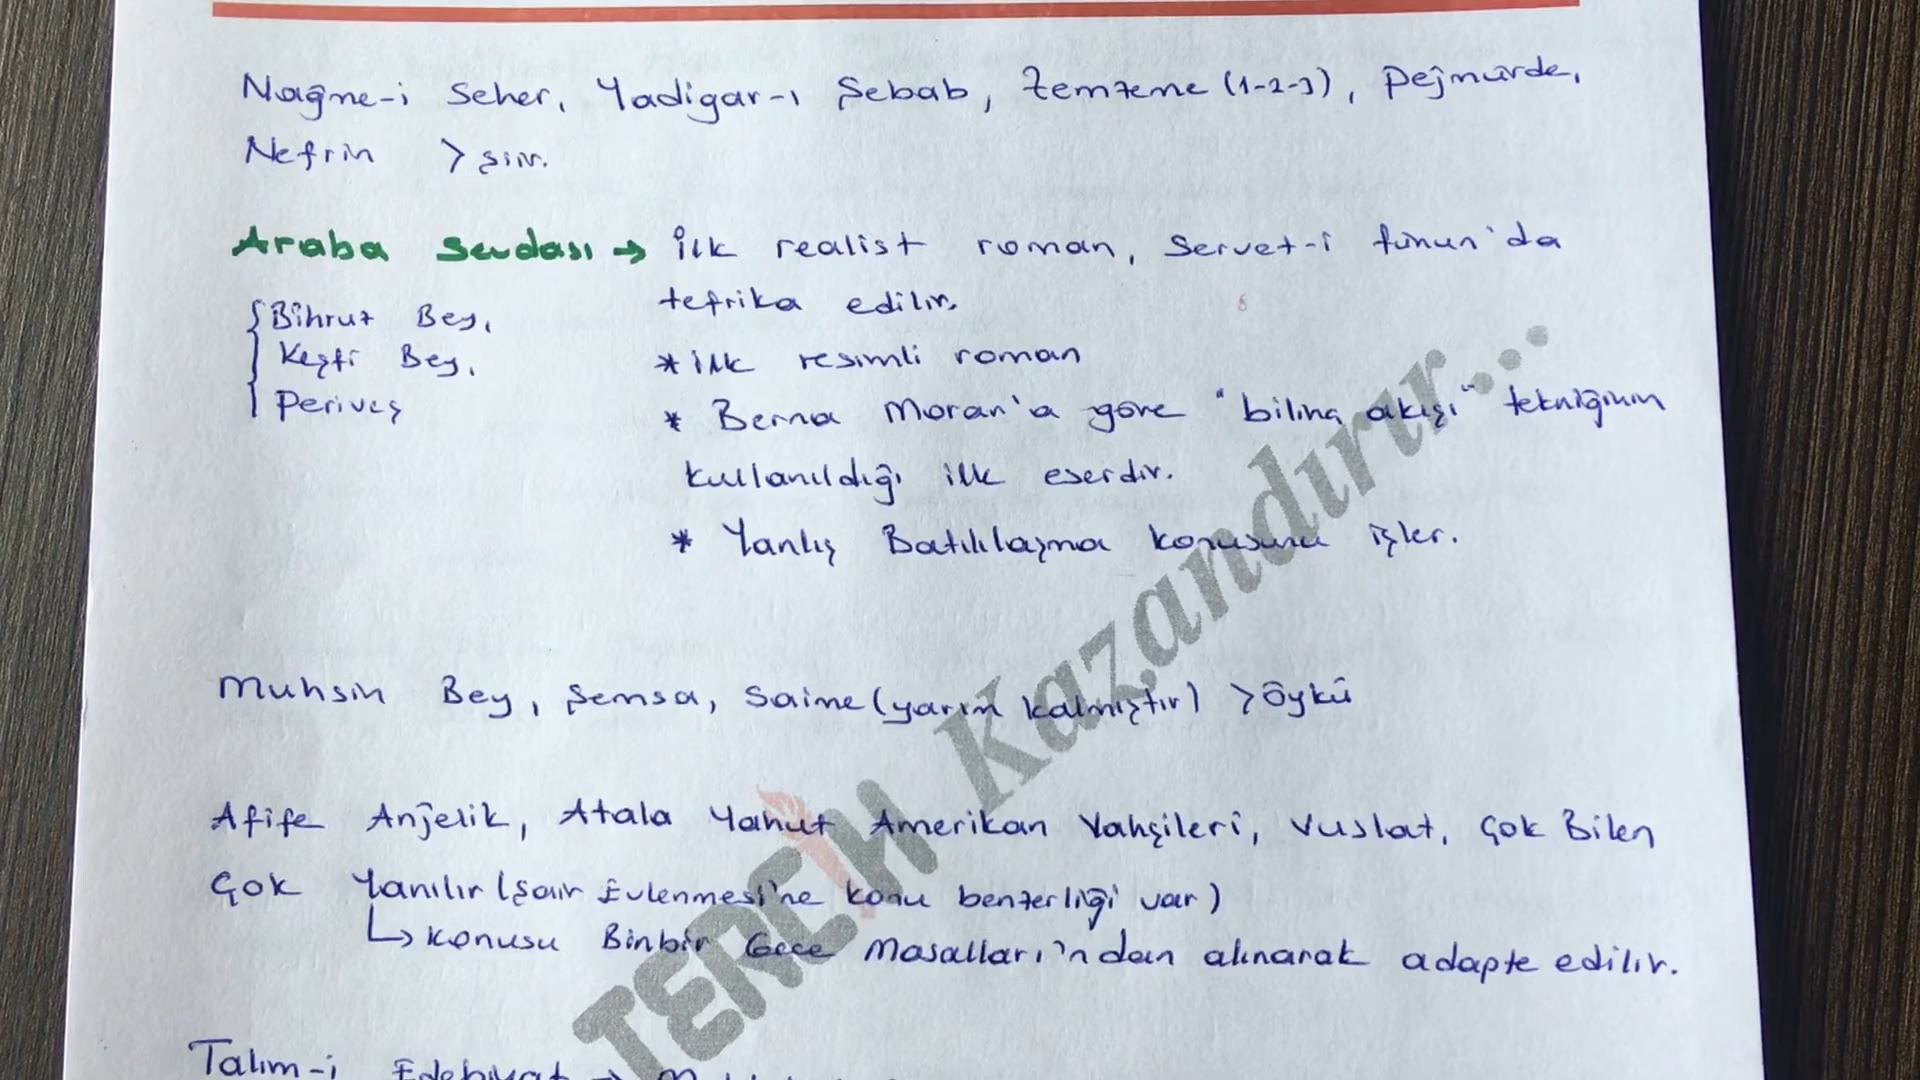 Nağme-i Seher, Yadigar-ı Şebab, Zemzeme (1-2-3), Pejmürde,
Nefrin > şiir.
Araba Sevdası → ilk realist roman, Servet-i fünun'da
tefrika edilir.
{Bihruz Bey,
Keşfi Bey,
Periveş
* ilk resimli roman
* Berna Moran'a göre "bilinç akışı" tekniğinin
kullanıldığı ilk eserdir.
* Yanlış Batılılaşma konusunu işler.
Muhsin Bey, Şemsa, Saime (yarım kalmıştır) > Öykü
Afife Anjelik, Atala Yahut Amerikan Vahşileri, Vuslat, Çok Bilen
Çok Yanılır (Şair Evlenmesi'ne konu benzerliği var)
↳ konusu Binbir Gece Masalları'ndan alınarak adapte edilir.
Talim-i Edebiyat →
TERCİH Kazandırır...